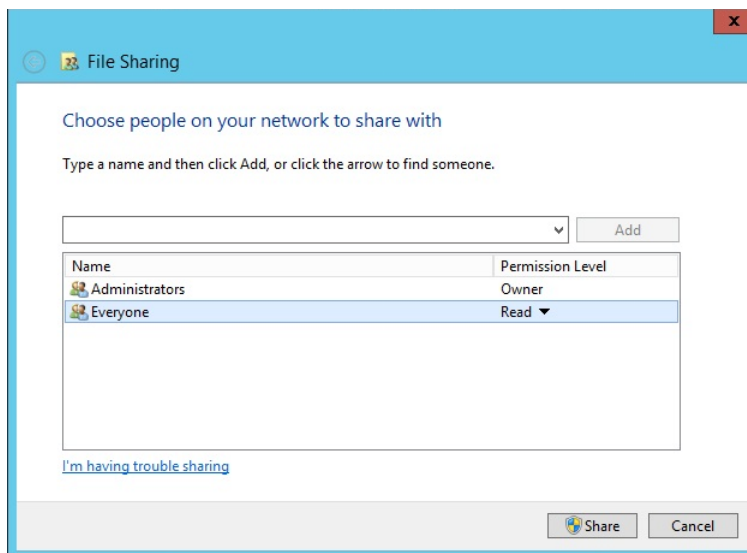 x
File Sharing
Choose people on your network to share with
Type a name and then click Add, or click the arrow to find someone.
Add
Name Permission Level
Administrators Owner
Everyone Read
I'm having trouble sharing
Share Cancel